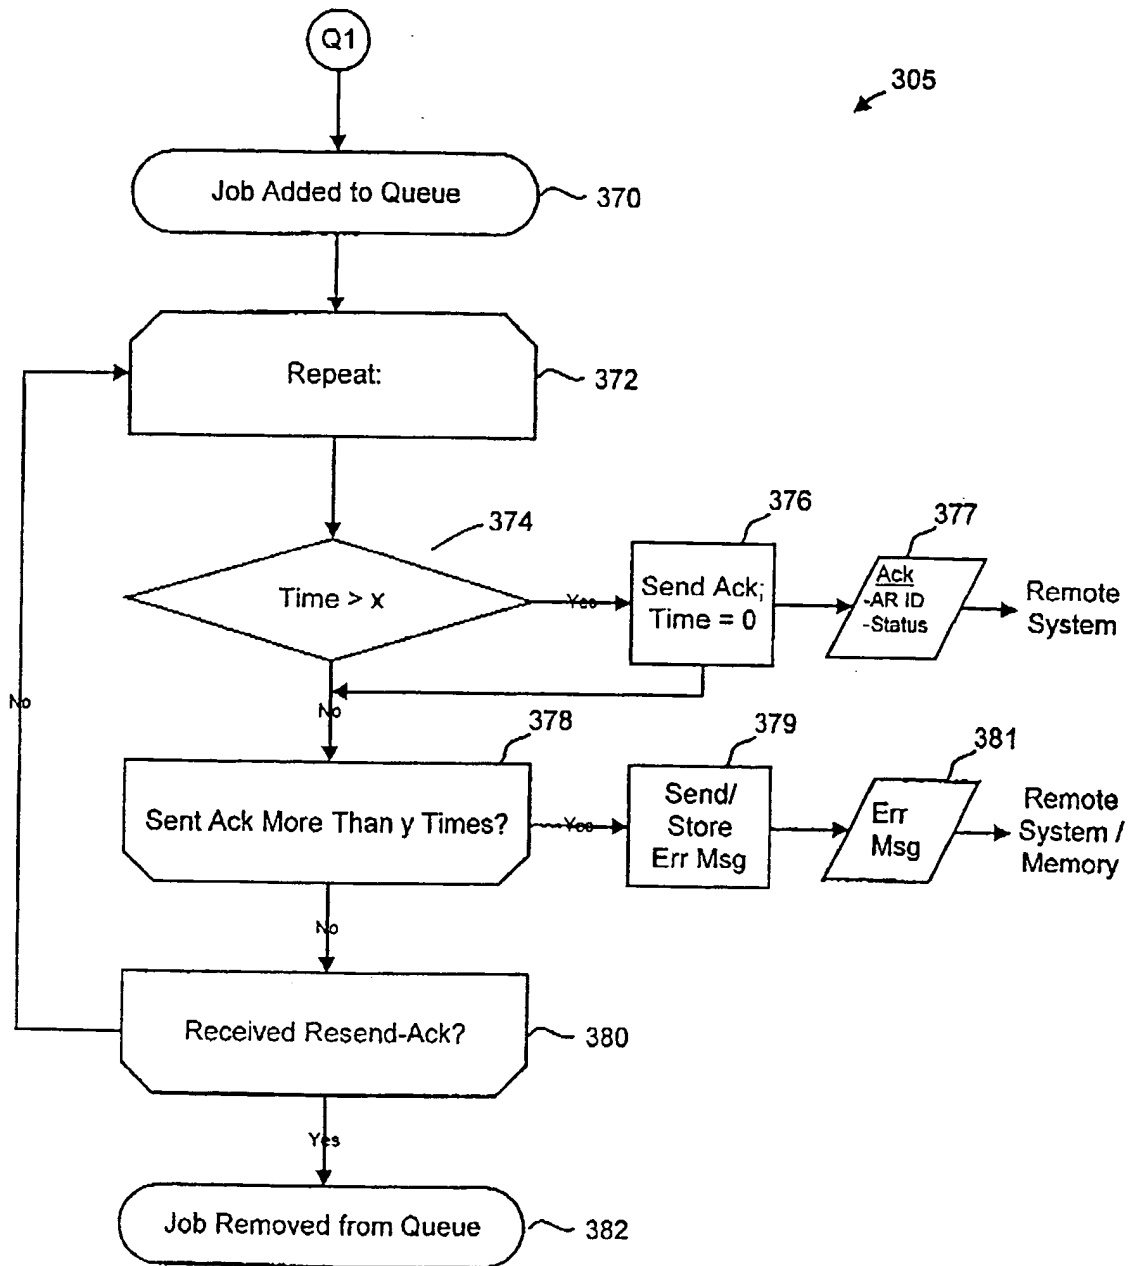 Q1
305
Job Added to Queue
370
Repeat:
372
374
376
377
Time > x
Yes
Send Ack;
Time = 0
Ack
-AR ID
-Status
Remote
System
No
No
378
379
381
Sent Ack More Than y Times?
Yes
Send/
Store
Err Msg
Err
Msg
Remote
System /
Memory
No
Received Resend-Ack?
380
Yes
Job Removed from Queue
382